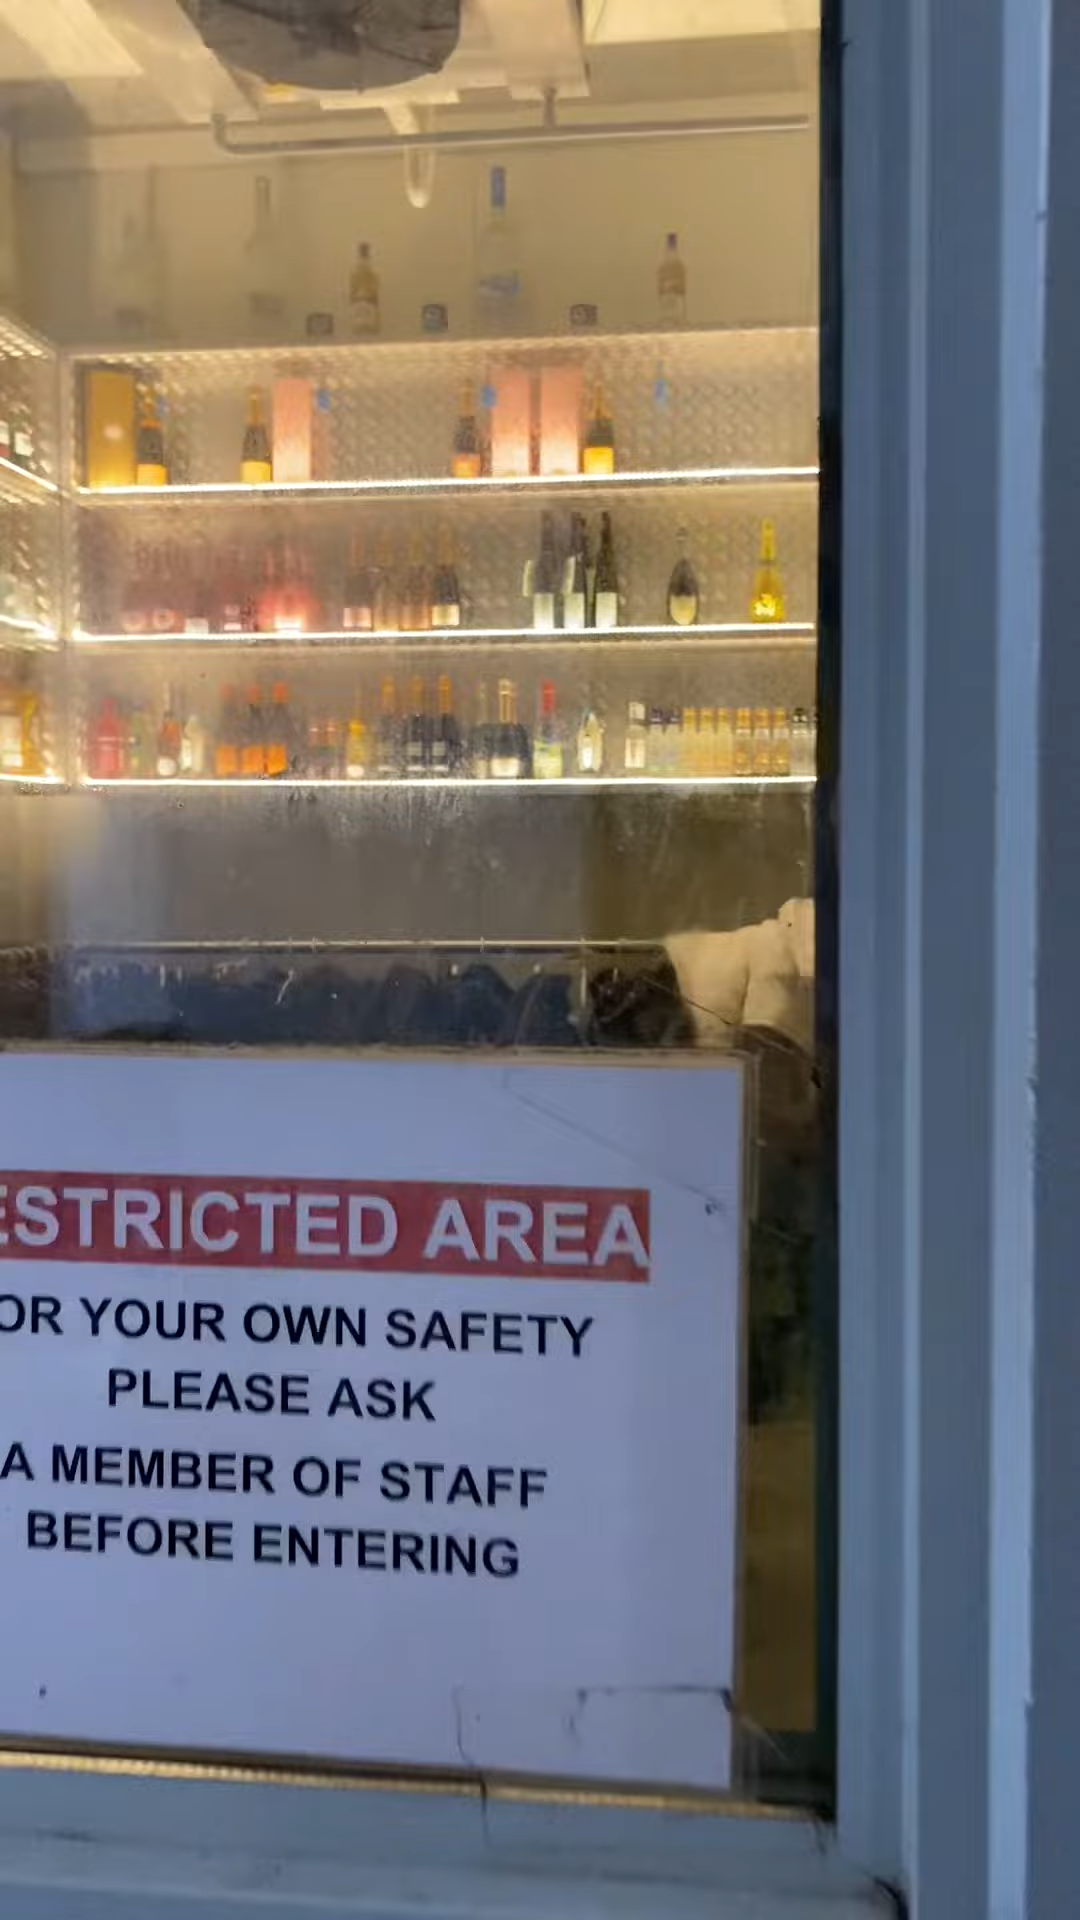 ESTRICTED AREA
OR YOUR OWN SAFETY
PLEASE ASK
A MEMBER OF STAFF
BEFORE ENTERING